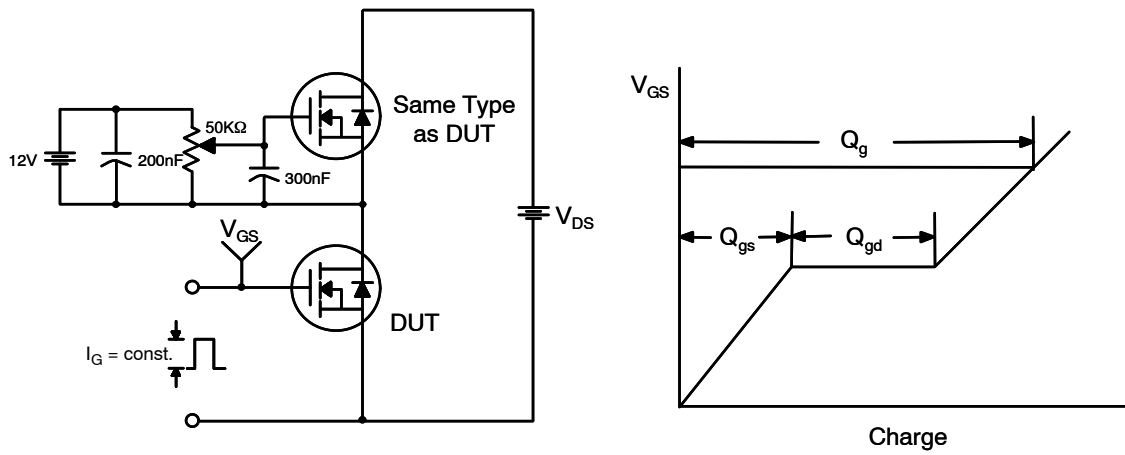 Same Type
as DUT
50KΩ
12V
200nF
300nF
V_GS
V_DS
DUT
I_G = const.
V_GS
Q_g
Q_gs
Q_gd
Charge